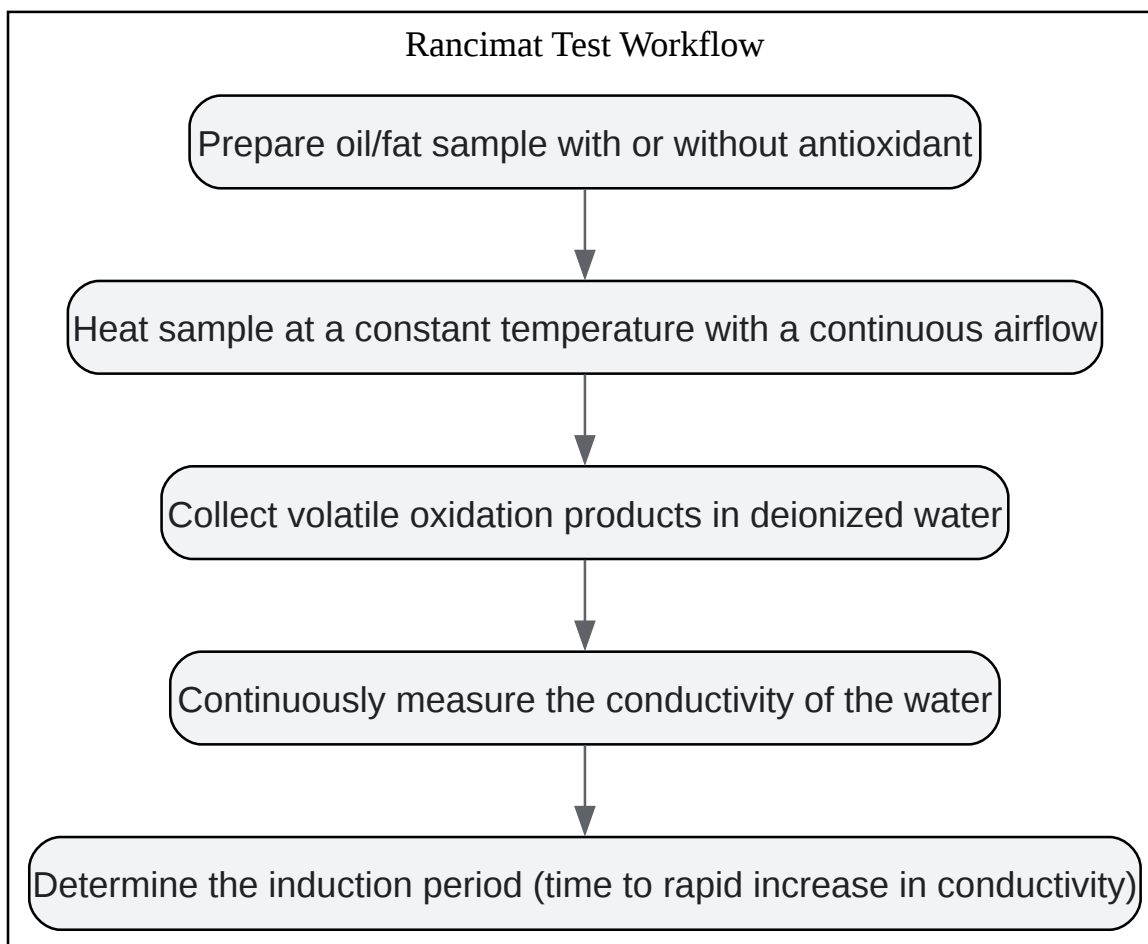 Rancimat Test Workflow
Prepare oil/fat sample with or without antioxidant
Heat sample at a constant temperature with a continuous airflow
Collect volatile oxidation products in deionized water
Continuously measure the conductivity of the water
Determine the induction period (time to rapid increase in conductivity)